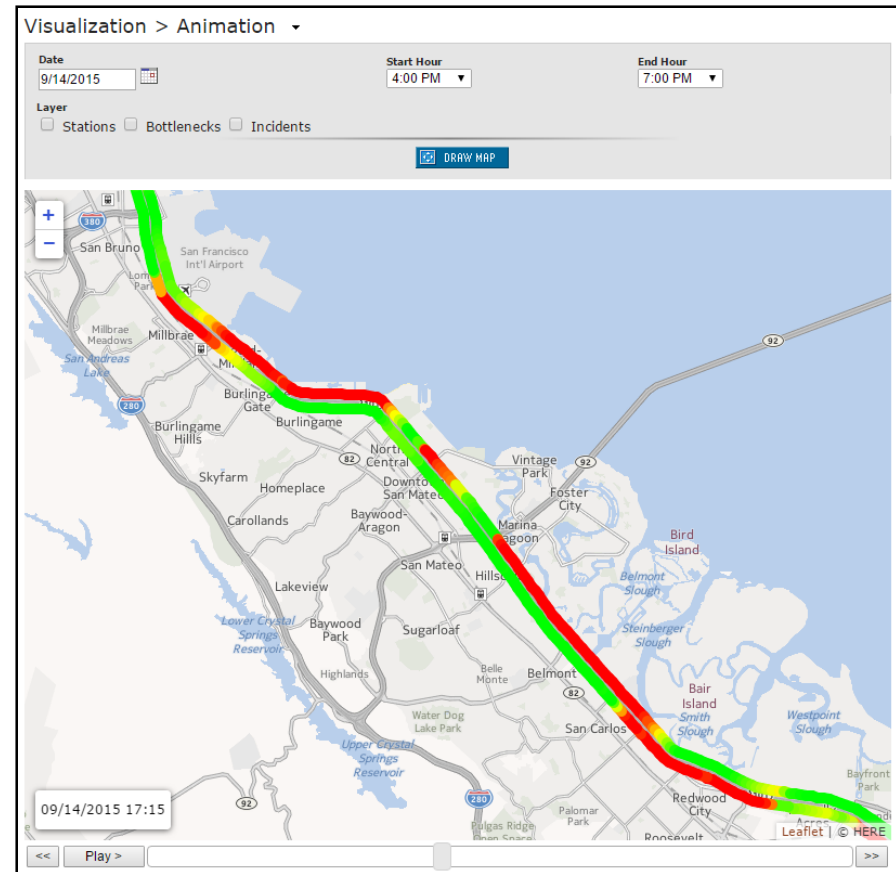 Visualization > Animation
Date
Start Hour
End Hour
9/14/2015
4:00 PM
7:00 PM
Layer
Stations
Bottlenecks
Incidents
DRAW MAP
+
−
380
San Bruno
San Francisco
Int'l Airport
Park
Millbrae
Meadows
Millbrae
San Andreas
Lake
92
280
Burlingame
Gate
Burlingame
Burlingame
Hills
82
North
Central
Vintage
Park
92
Skyfarm
Homeplace
Downtown
San Mateo
Foster
City
Carollands
Baywood-
Aragon
Marina
Lagoon
Bird
Island
San Mateo
Belmont
Slough
Lakeview
Lower Crystal
Springs
Reservoir
Baywood
Park
Sugarloaf
Steinberger
Slough
Highlands
Belle
Monte
Belmont
82
Bair
Island
Smith
Slough
Westpoint
Slough
Water Dog
Lake Park
San Carlos
Upper Crystal
Springs
Reservoir
Bayfront
Park
09/14/2015 17:15
92
280
Palomar
Park
Redwood
City
Pulgas Ridge
Open Space
Roosevelt
Leaflet | © HERE
<<
Play >
>>